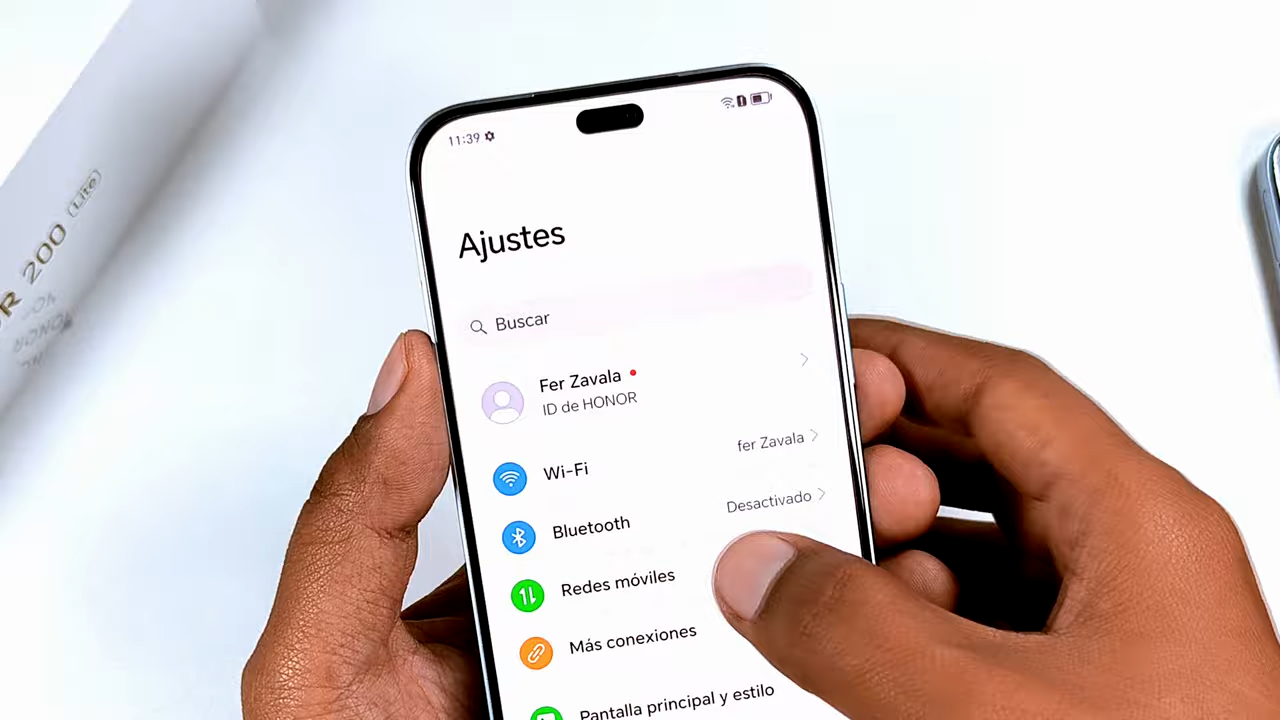 11:39
Ajustes
Buscar
Fer Zavala
ID de HONOR
Wi-Fi
fer Zavala
Bluetooth
Desactivado
Redes móviles
Más conexiones
Pantalla principal y estilo
R 200 Lite